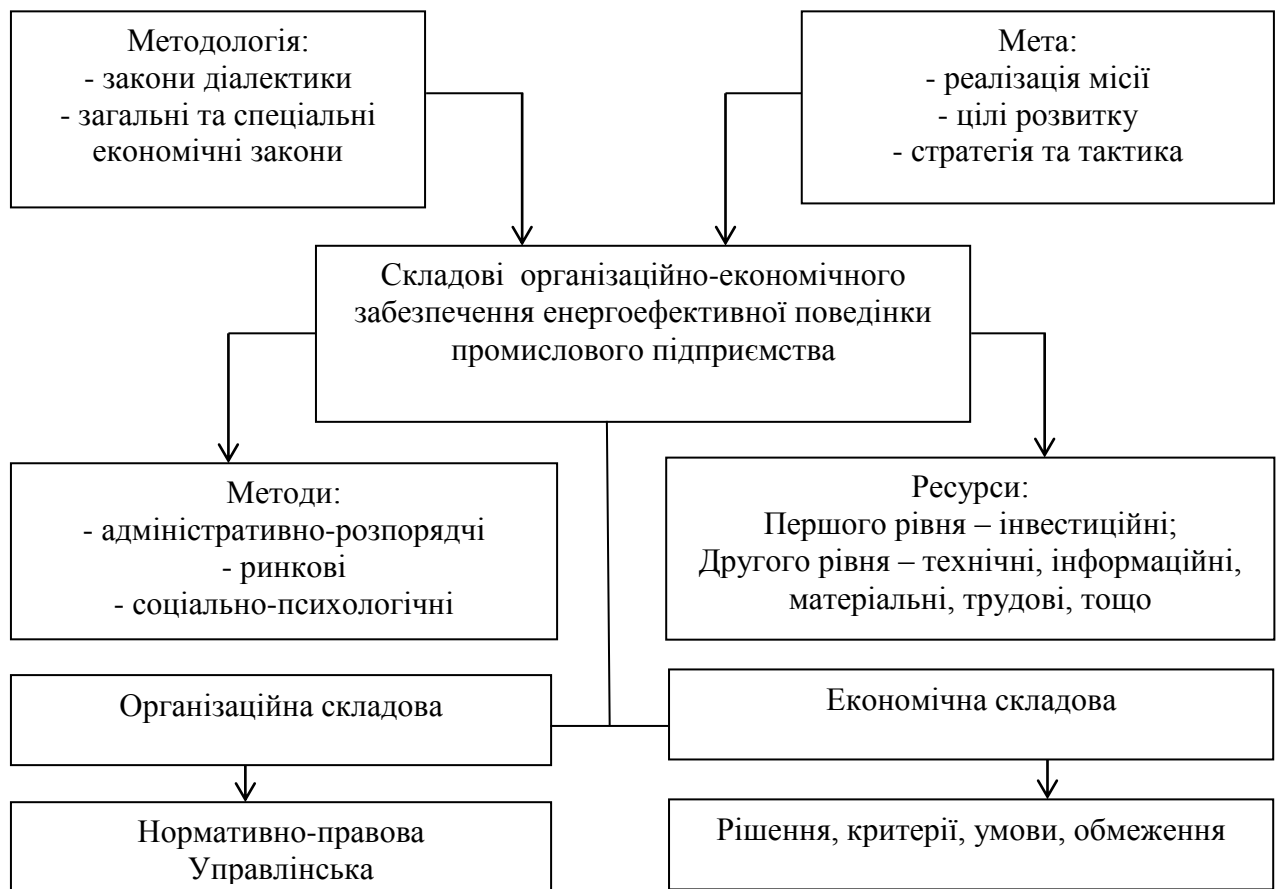 Методологія:
- закони діалектики
- загальні та спеціальні
економічні закони
Мета:
- реалізація місії
- цілі розвитку
- стратегія та тактика
Складові організаційно-економічного
забезпечення енергоефективної поведінки
промислового підприємства
Методи:
- адміністративно-розпорядчі
- ринкові
- соціально-психологічні
Ресурси:
Першого рівня – інвестиційні;
Другого рівня – технічні, інформаційні,
матеріальні, трудові, тощо
Організаційна складова
Економічна складова
Нормативно-правова
Управлінська
Рішення, критерії, умови, обмеження